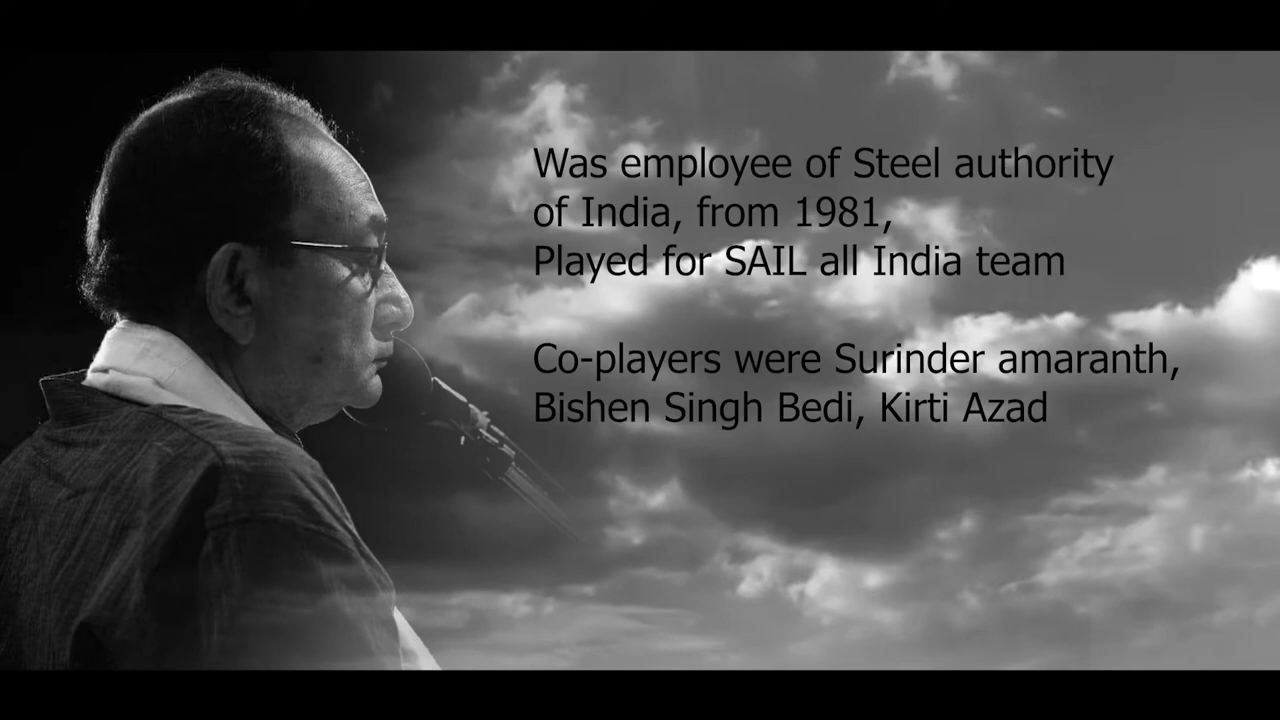 Was employee of Steel authority
of India, from 1981,
Played for SAIL all India team
Co-players were Surinder amaranth,
Bishen Singh Bedi, Kirti Azad